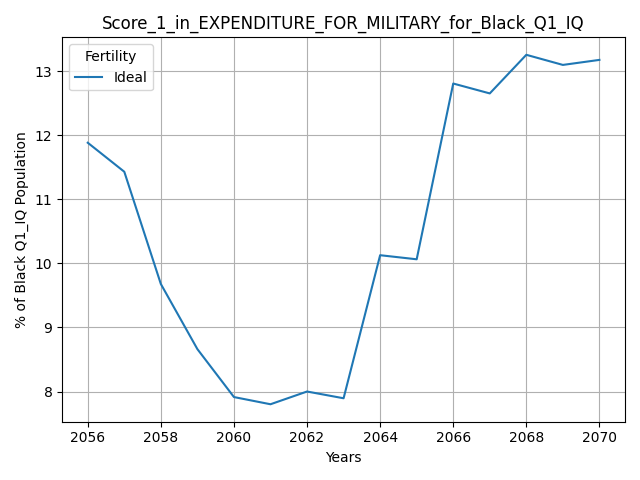 Score_1_in_EXPENDITURE_FOR_MILITARY_for_Black_Q1_IQ
Fertility
Ideal
% of Black Q1_IQ Population
13
12
11
10
9
8
2056 2058 2060 2062 2064 2066 2068 2070
Years